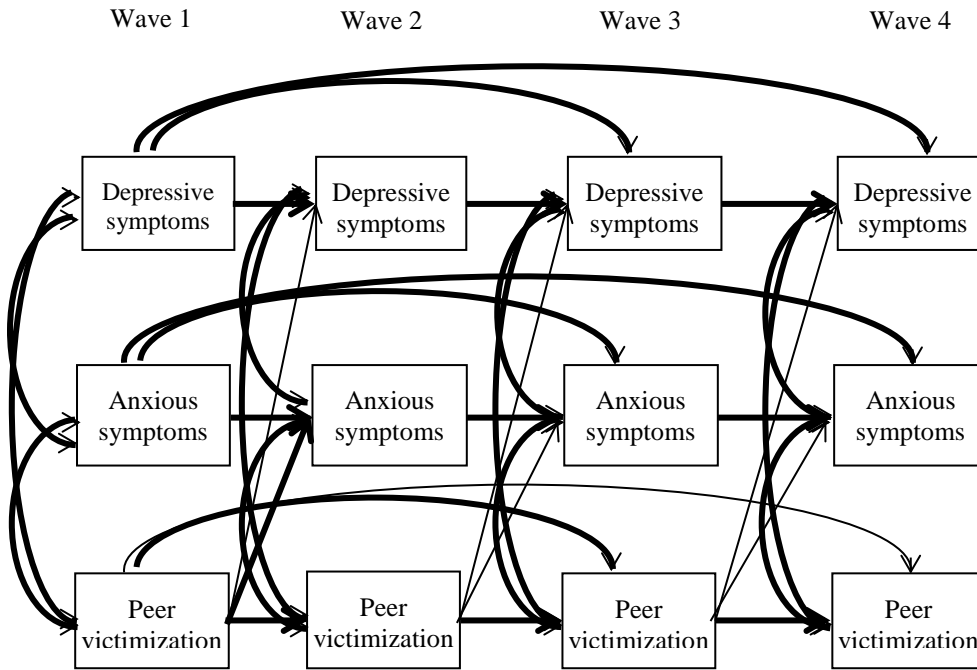 Wave 1 Wave 2 Wave 3 Wave 4
Depressive symptoms
Depressive symptoms
Depressive symptoms
Depressive symptoms
Anxious symptoms
Anxious symptoms
Anxious symptoms
Anxious symptoms
Peer victimization
Peer victimization
Peer victimization
Peer victimization